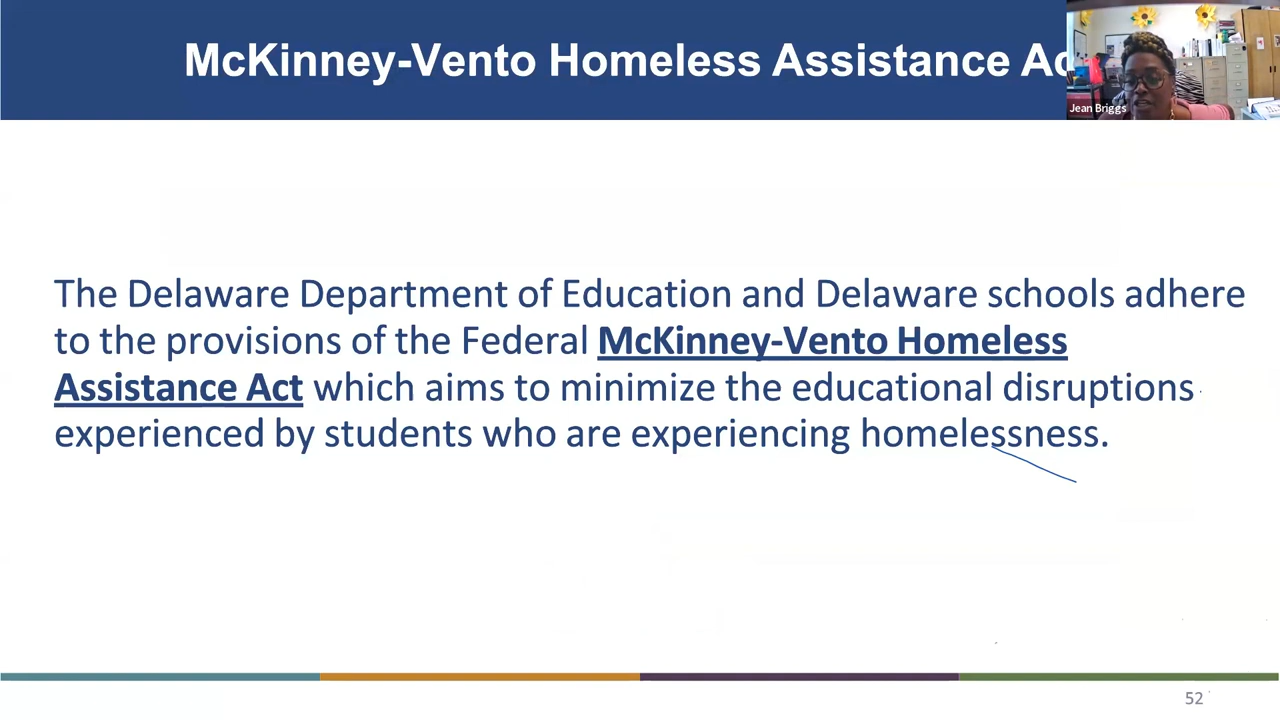 McKinney-Vento Homeless Assistance Ac
Jean Briggs
The Delaware Department of Education and Delaware schools adhere
to the provisions of the Federal McKinney-Vento Homeless
Assistance Act which aims to minimize the educational disruptions
experienced by students who are experiencing homelessness.
52